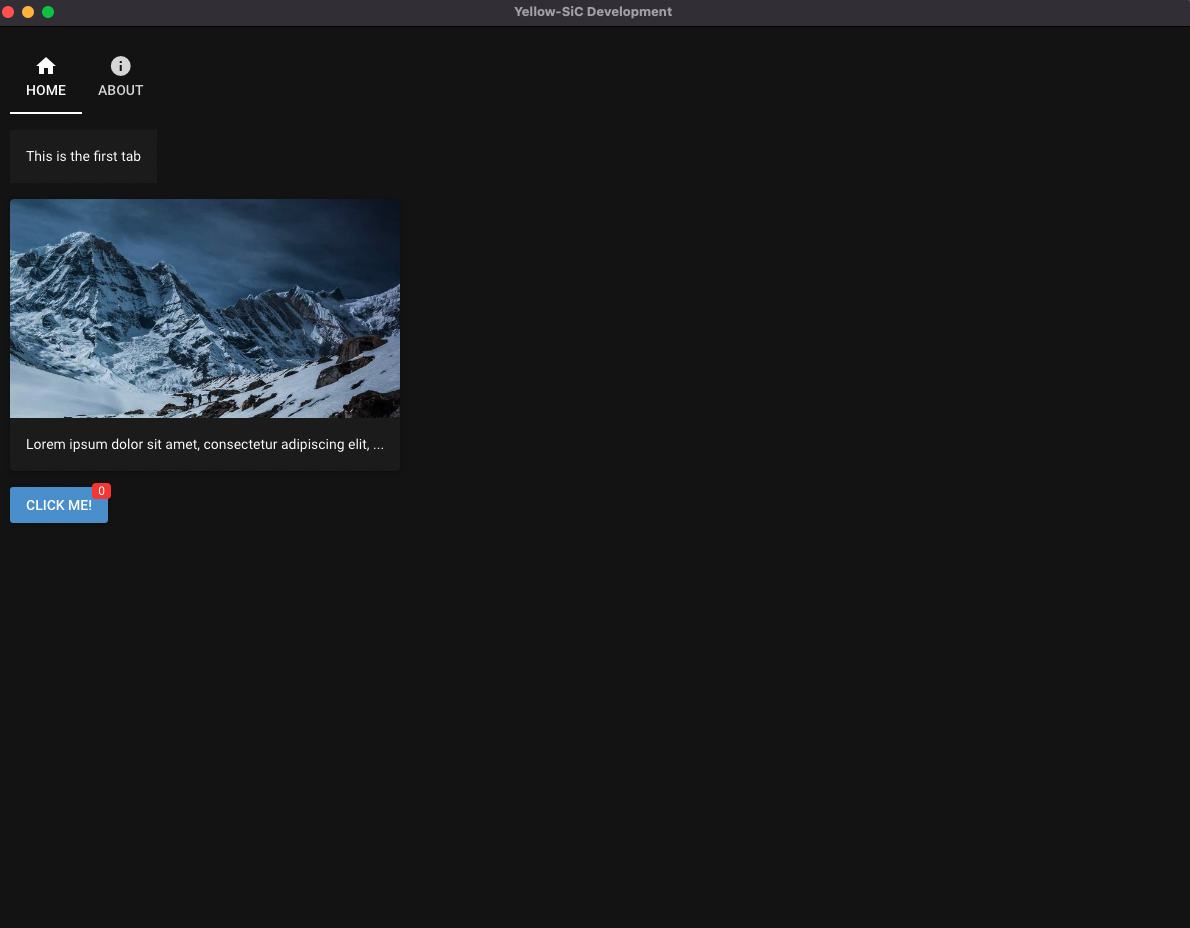 Yellow-SiC Development
HOME
ABOUT
This is the first tab
Lorem ipsum dolor sit amet, consectetur adipiscing elit, ...
CLICK ME!
0